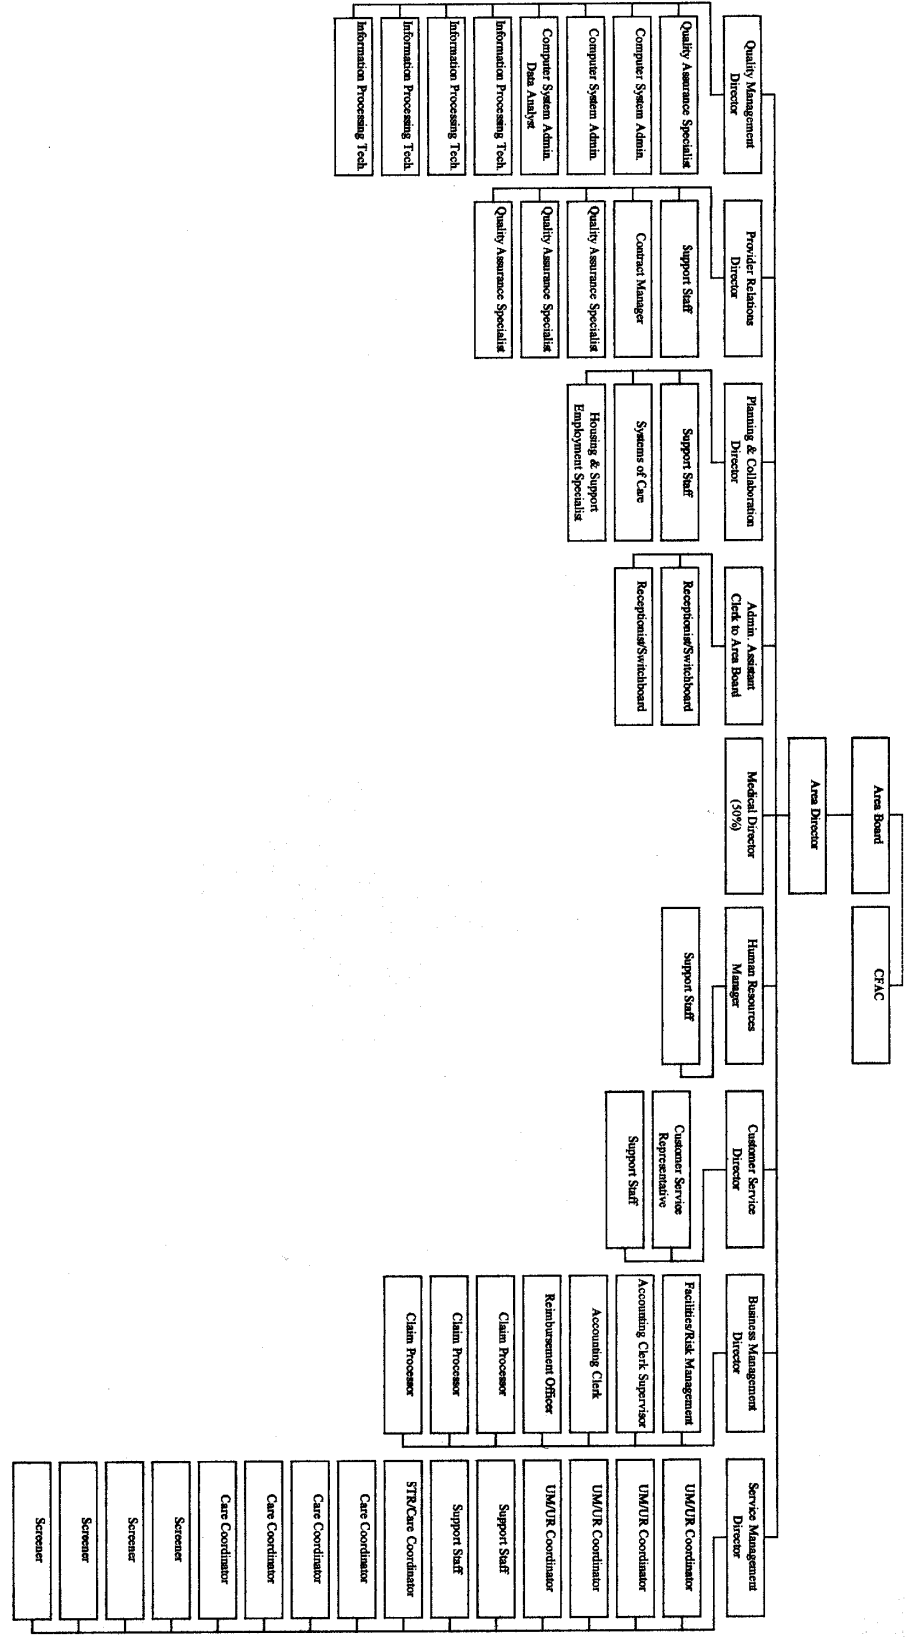 Area Board
CFAC
Area Director
Quality Management
Director
Quality Assurance Specialist
Computer System Admin.
Computer System Admin.
Computer System Admin.
Data Analyst
Information Processing Tech.
Information Processing Tech.
Information Processing Tech.
Information Processing Tech.
Provider Relations
Director
Support Staff
Contract Manager
Quality Assurance Specialist
Quality Assurance Specialist
Quality Assurance Specialist
Planning & Collaboration
Director
Support Staff
Systems of Care
Housing & Support
Employment Specialist
Admin. Assistant
Clerk to Area Board
Receptionist/Switchboard
Receptionist/Switchboard
Medical Director
(50%)
Human Resources
Manager
Support Staff
Customer Service
Director
Customer Service
Representative
Support Staff
Business Management
Director
Facilities/Risk Management
Accounting Clerk Supervisor
Accounting Clerk
Reimbursement Officer
Claim Processor
Claim Processor
Claim Processor
Service Management
Director
UM/UR Coordinator
UM/UR Coordinator
UM/UR Coordinator
UM/UR Coordinator
Support Staff
Support Staff
STR/Care Coordinator
Care Coordinator
Care Coordinator
Care Coordinator
Care Coordinator
Screener
Screener
Screener
Screener